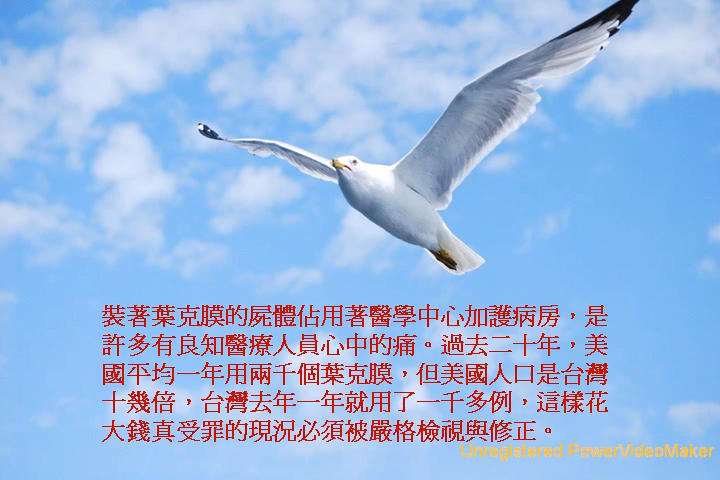 裝著葉克膜的屍體佔用著醫學中心加護病房，是
許多有良知醫療人員心中的痛。過去二十年，美
國平均一年用兩千個葉克膜，但美國人口是台灣
十幾倍，台灣去年一年就用了一千多例，這樣花
大錢真受罪的現況必須被嚴格檢視與修正。
Unregistered PowerVideoMaker